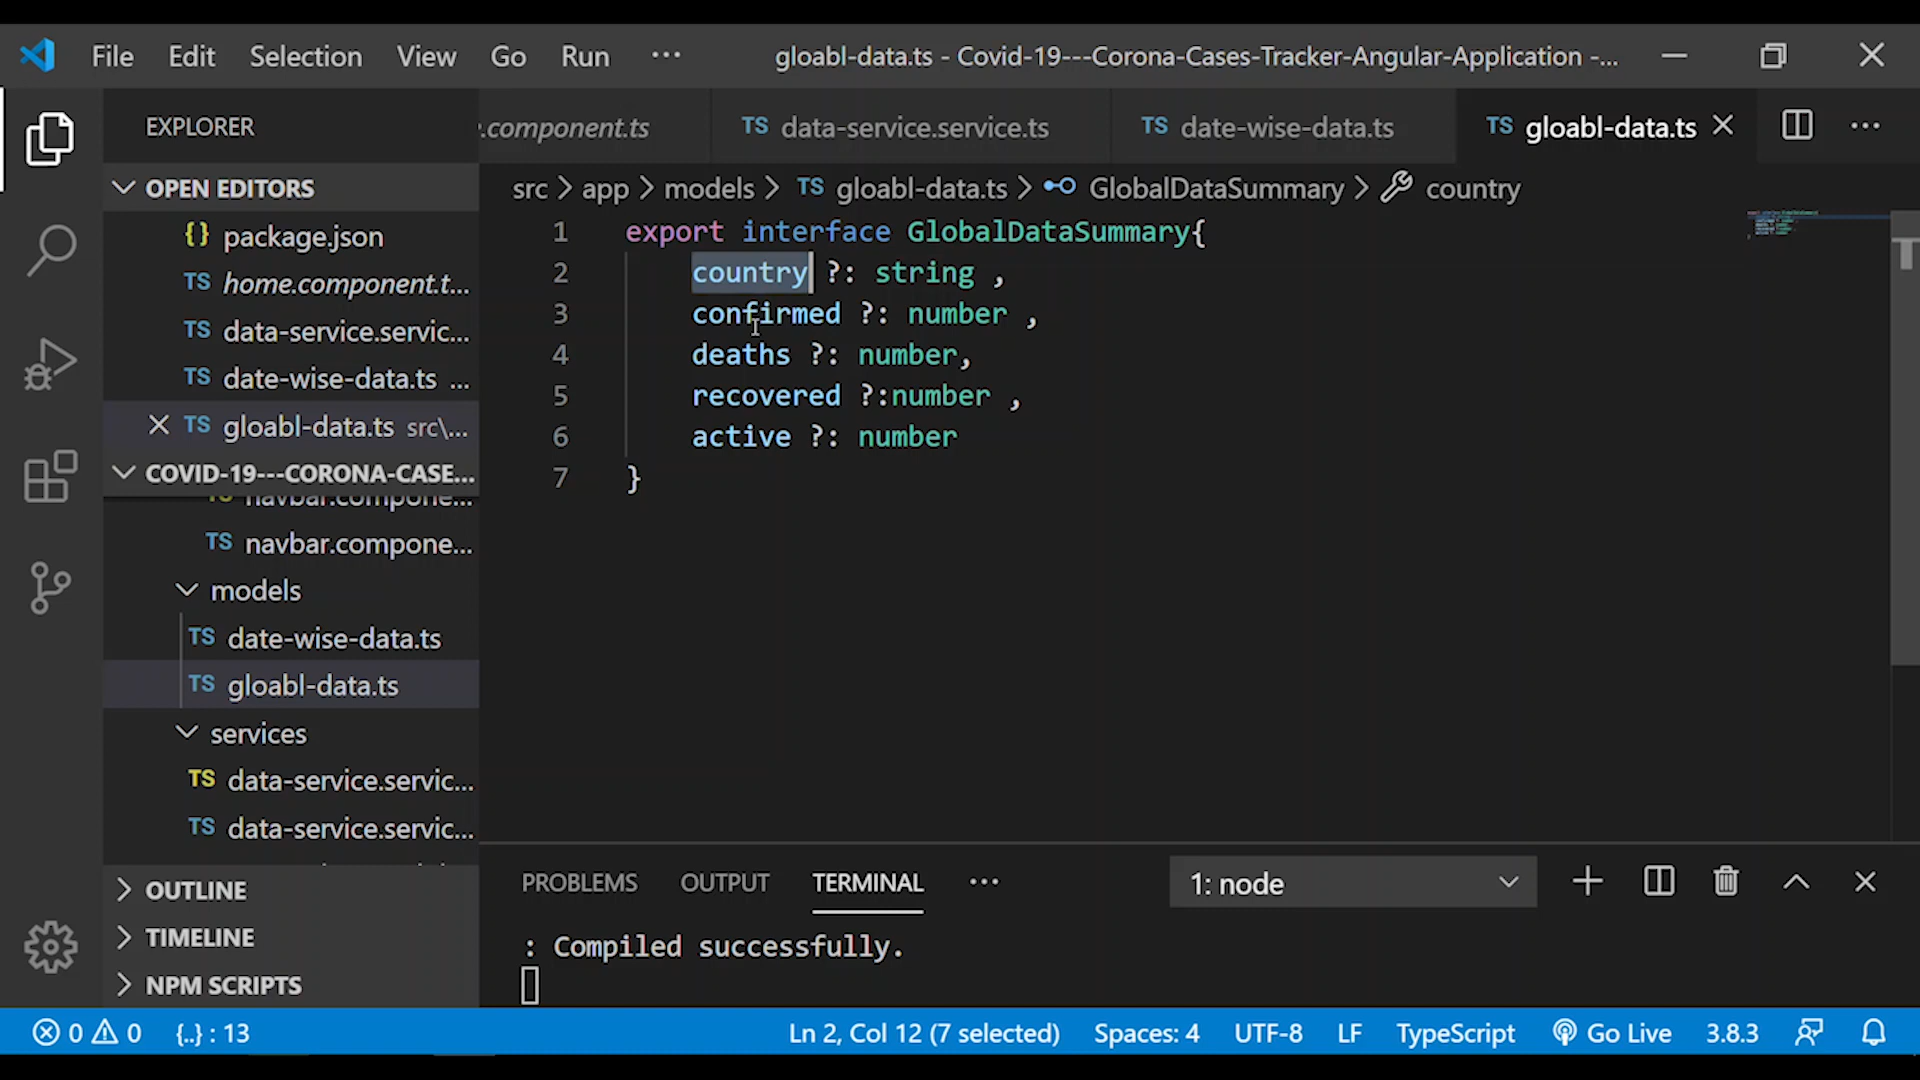 File Edit Selection View Go Run ··· gloabl-data.ts - Covid-19---Corona-Cases-Tracker-Angular-Application -...
EXPLORER
.component.ts TS data-service.service.ts TS date-wise-data.ts TS gloabl-data.ts
OPEN EDITORS
{} package.json
TS home.component.t...
TS data-service.servic...
TS date-wise-data.ts ...
TS gloabl-data.ts src\...
COVID-19---CORONA-CASE...
TS navbar.compone...
TS navbar.compone...
models
TS date-wise-data.ts
TS gloabl-data.ts
services
TS data-service.servic...
TS data-service.servic...
OUTLINE
TIMELINE
NPM SCRIPTS
src > app > models > TS gloabl-data.ts > GlobalDataSummary > country
1 export interface GlobalDataSummary{
2 country ?: string ,
3 confirmed ?: number ,
4 deaths ?: number,
5 recovered ?:number ,
6 active ?: number
7 }
PROBLEMS OUTPUT TERMINAL ··· 1: node
: Compiled successfully.
0 0 {..} : 13 Ln 2, Col 12 (7 selected) Spaces: 4 UTF-8 LF TypeScript Go Live 3.8.3